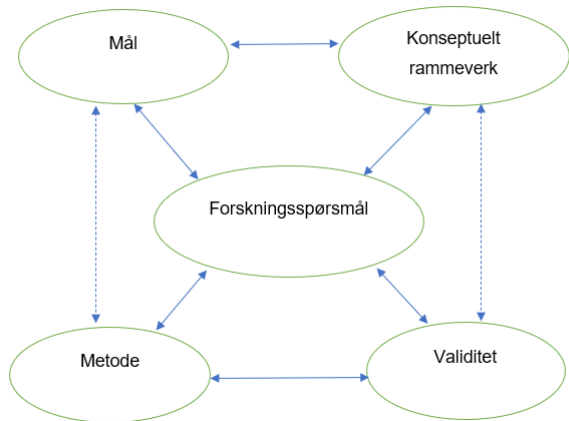 Mål
Konseptuelt
rammeverk
Forskningsspørsmål
Metode
Validitet